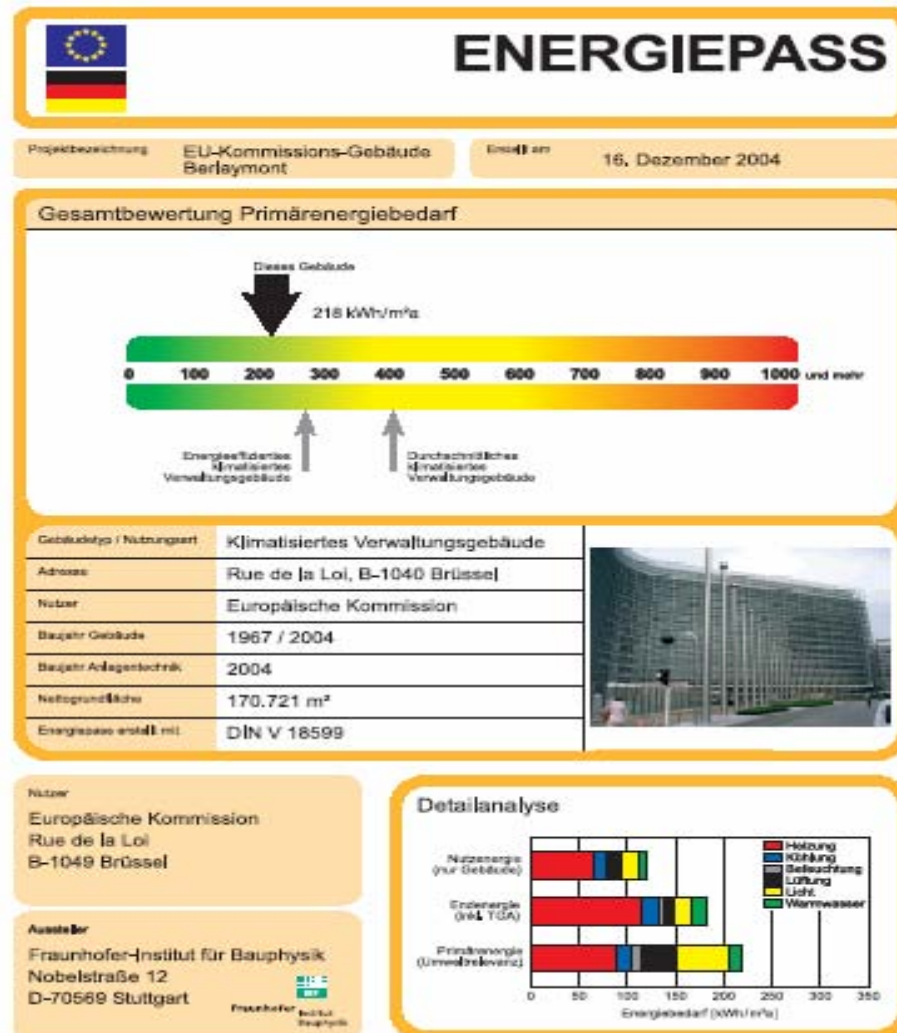 ENERGIEPASS
Projektbezeichnung
EU-Kommissions-Gebäude
Berlaymont
Erstellt am
16. Dezember 2004
Gesamtbewertung Primärenergiebedarf
Dieses Gebäude
218 kWh/m²a
0 100 200 300 400 500 600 700 800 900 1000 und mehr
Energieeffizientes
klimatisiertes
Verwaltungsgebäude
Durchschnittliches
klimatisiertes
Verwaltungsgebäude
Gebäudetyp / Nutzungsart Klimatisiertes Verwaltungsgebäude
Adresse Rue de la Loi, B-1040 Brüssel
Nutzer Europäische Kommission
Baujahr Gebäude 1967 / 2004
Baujahr Anlagentechnik 2004
Nettogrundfläche 170.721 m²
Energiepass erstellt mit DIN V 18599
Nutzer
Europäische Kommission
Rue de la Loi
B-1049 Brüssel
Aussteller
Fraunhofer-Institut für Bauphysik
Nobelstraße 12
D-70569 Stuttgart
Fraunhofer Institut
Bauphysik
Detailanalyse
Nutzenergie
(nur Gebäude)
Endenergie
(inkl. TGA)
Primärenergie
(Umweltrelevanz)
Heizung
Kühlung
Befeuchtung
Lüftung
Licht
Warmwasser
0 50 100 150 200 250 300 350
Energiebedarf [kWh/m²a]